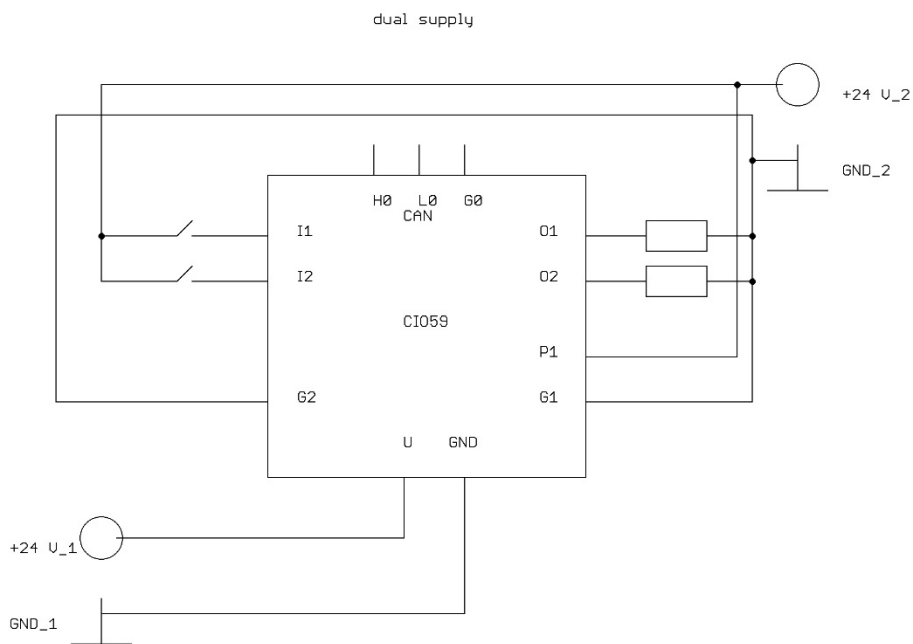 dual supply
+24 V_2
GND_2
H0 L0 G0
CAN
I1 O1
I2 O2
CIO59
P1
G2 G1
U GND
+24 V_1
GND_1